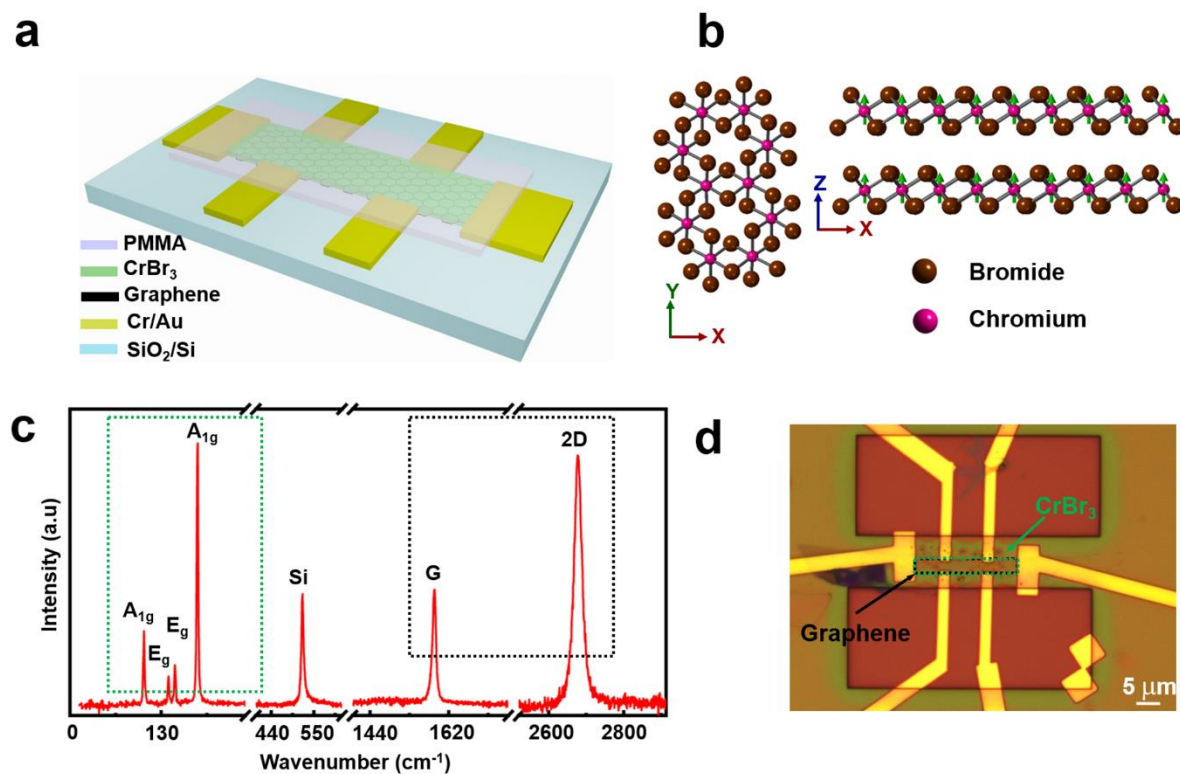 a
PMMA
CrBr₃
Graphene
Cr/Au
SiO₂/Si
b
Z
X
Y
X
Bromide
Chromium
c
A1g
Eg
Eg
A1g
Si
G
2D
Intensity (a.u)
0
130
440
550
1440
1620
2600
2800
Wavenumber (cm⁻¹)
d
CrBr₃
Graphene
5 μm